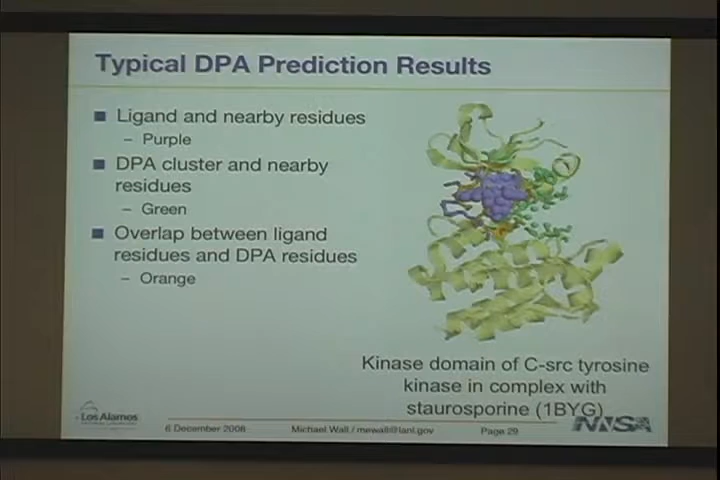 Typical DPA Prediction Results
Ligand and nearby residues
– Purple
DPA cluster and nearby
residues
– Green
Overlap between ligand
residues and DPA residues
– Orange
Kinase domain of C-src tyrosine
kinase in complex with
staurosporine (1BYG)
Los Alamos
NNSA
6 December 2006 Michael Wall / mewall@lanl.gov Page 29